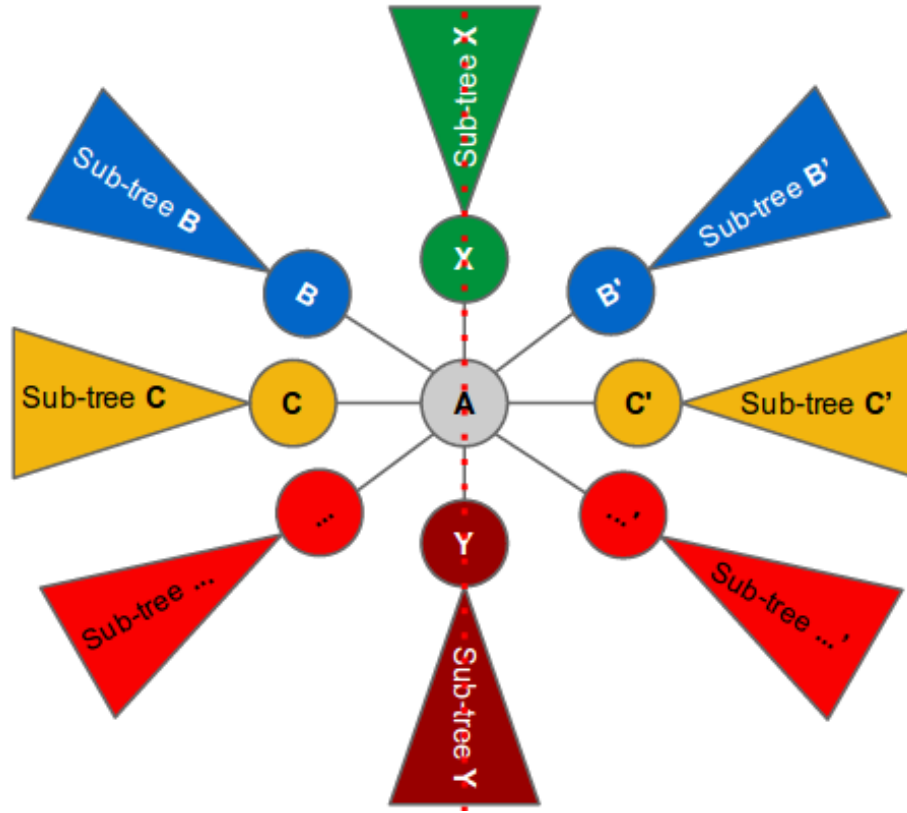 Sub-tree X
Sub-tree B
Sub-tree B'
X
B
B'
Sub-tree C
C
A
C'
Sub-tree C’
...
Y
...’
Sub-tree ...
Sub-tree ...’
Sub-tree Y